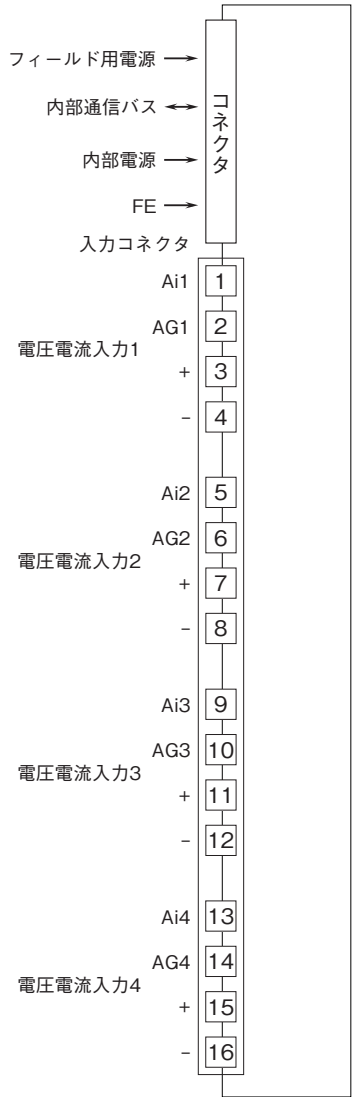 フィールド用電源
内部通信バス
内部電源
FE
コネクタ
入力コネクタ
電圧電流入力1
Ai1 1
AG1 2
+ 3
− 4
電圧電流入力2
Ai2 5
AG2 6
+ 7
− 8
電圧電流入力3
Ai3 9
AG3 10
+ 11
− 12
電圧電流入力4
Ai4 13
AG4 14
+ 15
− 16